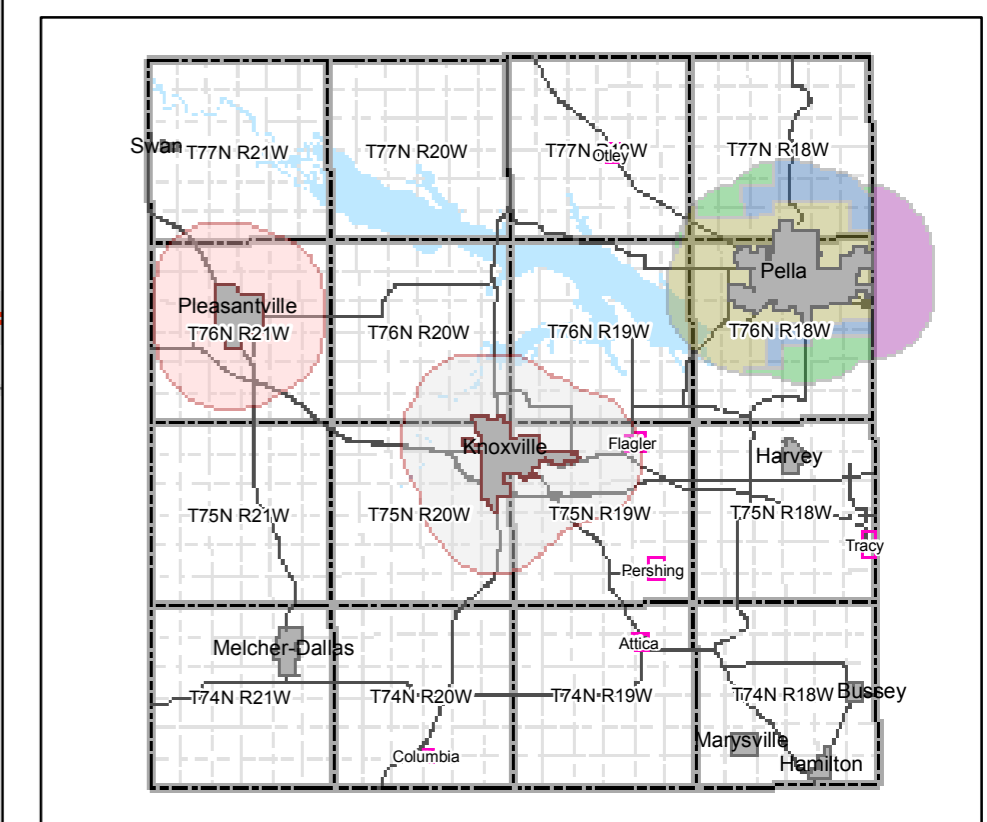 Swan
T77N R21W
T77N R20W
T77N R19W
Otley
T77N R18W
Pella
Pleasantville
T76N R21W
T76N R20W
T76N R19W
T76N R18W
Knoxville
Flagler
Harvey
T75N R21W
T75N R20W
T75N R19W
T75N R18W
Tracy
Pershing
Melcher-Dallas
Attica
T74N R21W
T74N R20W
T74N R19W
T74N R18W
Bussey
Marysville
Columbia
Hamilton